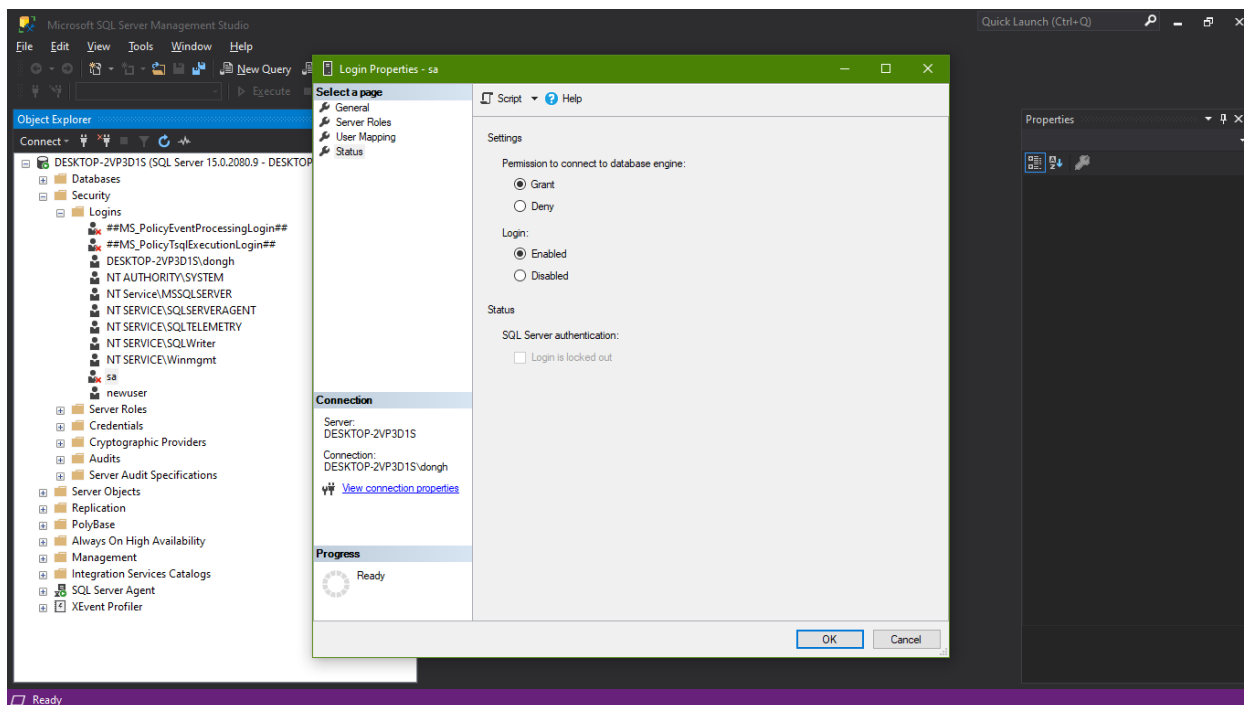 Microsoft SQL Server Management Studio
Quick Launch (Ctrl+Q)
File Edit View Tools Window Help
New Query
Execute
Object Explorer
Connect
DESKTOP-2VP3D1S (SQL Server 15.0.2080.9 - DESKTOP
Databases
Security
Logins
##MS_PolicyEventProcessingLogin##
##MS_PolicyTsqlExecutionLogin##
DESKTOP-2VP3D1S\dongh
NT AUTHORITY\SYSTEM
NT Service\MSSQLSERVER
NT SERVICE\SQLSERVERAGENT
NT SERVICE\SQLTELEMETRY
NT SERVICE\SQLWriter
NT SERVICE\Winmgmt
sa
newuser
Server Roles
Credentials
Cryptographic Providers
Audits
Server Audit Specifications
Server Objects
Replication
PolyBase
Always On High Availability
Management
Integration Services Catalogs
SQL Server Agent
XEvent Profiler
Login Properties - sa
Select a page
General
Server Roles
User Mapping
Status
Connection
Server:
DESKTOP-2VP3D1S
Connection:
DESKTOP-2VP3D1S\dongh
View connection properties
Progress
Ready
Script Help
Settings
Permission to connect to database engine:
Grant
Deny
Login:
Enabled
Disabled
Status
SQL Server authentication:
Login is locked out
OK Cancel
Properties
Ready